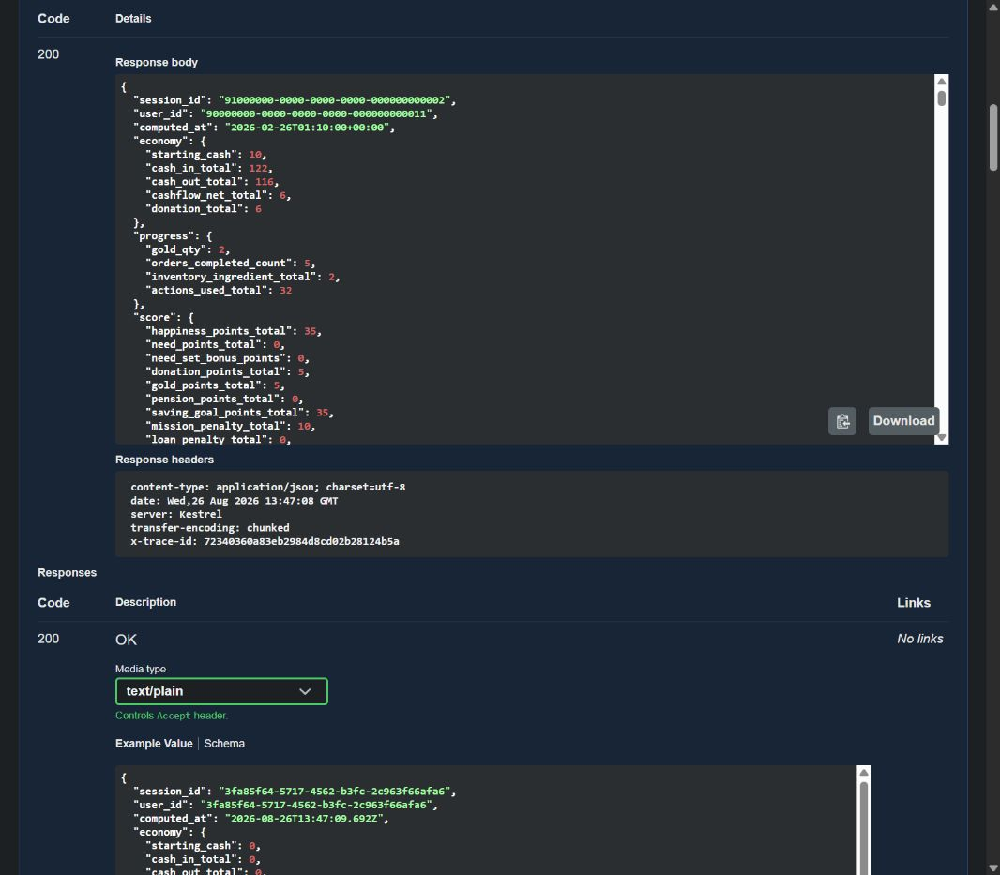 Code Details
200
Response body
{
"session_id": "91000000-0000-0000-0000-000000000002",
"user_id": "90000000-0000-0000-0000-000000000011",
"computed_at": "2026-02-26T01:10:00+00:00",
"economy": {
"starting_cash": 10,
"cash_in_total": 122,
"cash_out_total": 116,
"cashflow_net_total": 6,
"donation_total": 6
},
"progress": {
"gold_qty": 2,
"orders_completed_count": 5,
"inventory_ingredient_total": 2,
"actions_used_total": 32
},
"score": {
"happiness_points_total": 35,
"need_points_total": 0,
"need_set_bonus_points": 0,
"donation_points_total": 5,
"gold_points_total": 5,
"pension_points_total": 0,
"saving_goal_points_total": 35,
"mission_penalty_total": 10,
"loan_penalty_total": 0,
Download
Response headers
content-type: application/json; charset=utf-8
date: Wed,26 Aug 2026 13:47:08 GMT
server: Kestrel
transfer-encoding: chunked
x-trace-id: 72340360a83eb2984d8cd02b28124b5a
Responses
Code Description Links
200 OK No links
Media type
text/plain
Controls Accept header.
Example Value | Schema
{
"session_id": "3fa85f64-5717-4562-b3fc-2c963f66afa6",
"user_id": "3fa85f64-5717-4562-b3fc-2c963f66afa6",
"computed_at": "2026-08-26T13:47:09.692Z",
"economy": {
"starting_cash": 0,
"cash_in_total": 0,
"cash_out_total": 0,